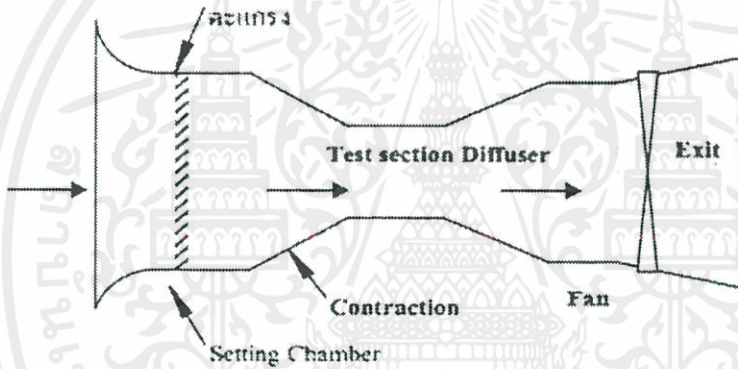 ตะแกรง
Test section Diffuser
Exit
Contraction
Fan
Setting Chamber